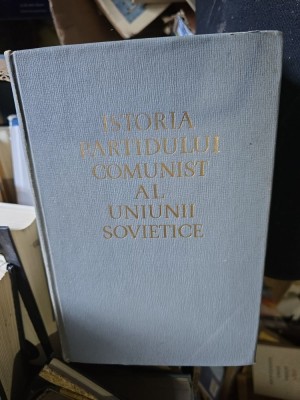 ISTORIA
PARTIDULUI
COMUNIST
AL
UNIUNII
SOVIETICE